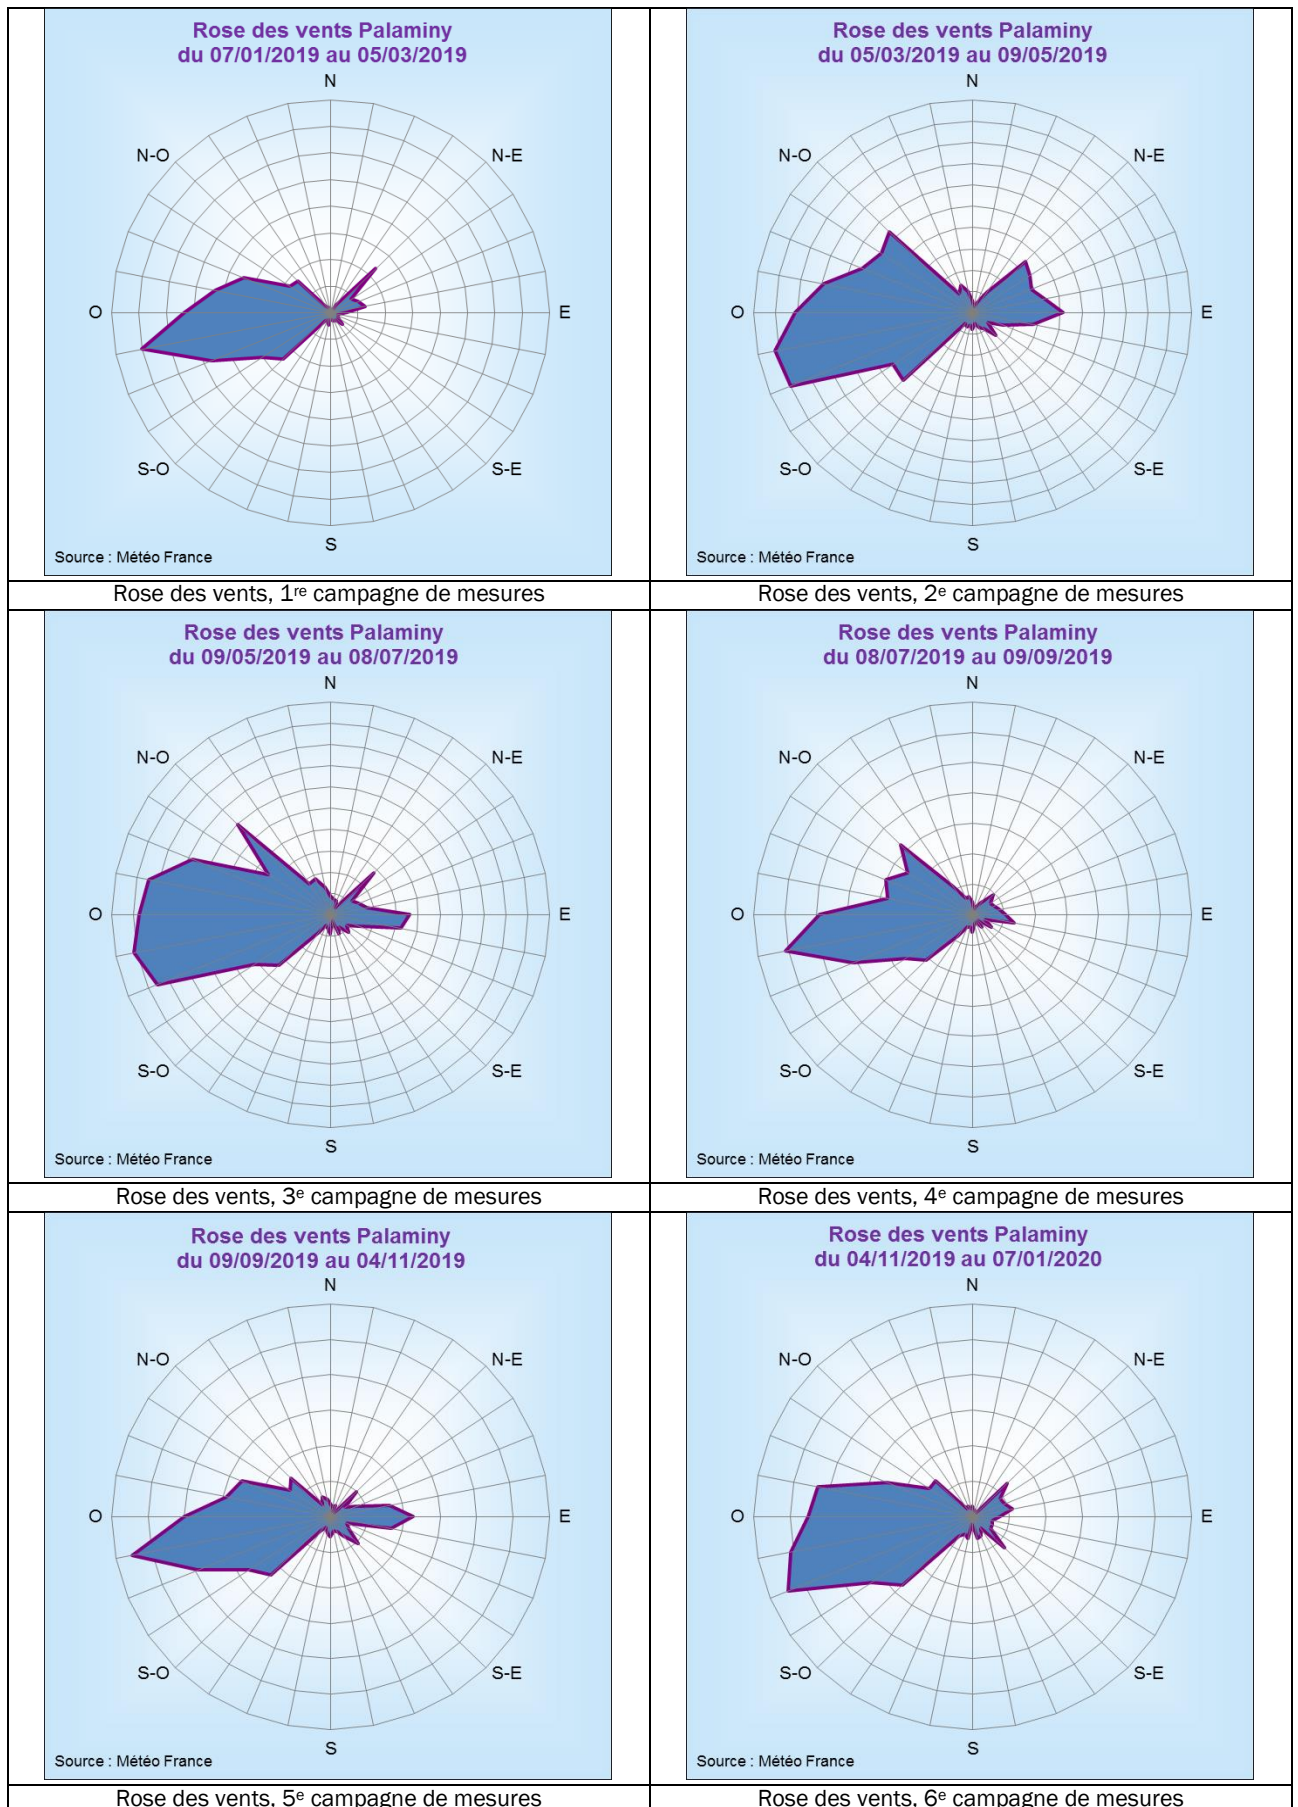 Rose des vents Palaminy
du 07/01/2019 au 05/03/2019
N
N-O
N-E
O
E
S-O
S-E
S
Source : Météo France
Rose des vents, 1re campagne de mesures
Rose des vents Palaminy
du 05/03/2019 au 09/05/2019
N
N-O
N-E
O
E
S-O
S-E
S
Source : Météo France
Rose des vents, 2e campagne de mesures
Rose des vents Palaminy
du 09/05/2019 au 08/07/2019
N
N-O
N-E
O
E
S-O
S-E
S
Source : Météo France
Rose des vents, 3e campagne de mesures
Rose des vents Palaminy
du 08/07/2019 au 09/09/2019
N
N-O
N-E
O
E
S-O
S-E
S
Source : Météo France
Rose des vents, 4e campagne de mesures
Rose des vents Palaminy
du 09/09/2019 au 04/11/2019
N
N-O
N-E
O
E
S-O
S-E
S
Source : Météo France
Rose des vents, 5e campagne de mesures
Rose des vents Palaminy
du 04/11/2019 au 07/01/2020
N
N-O
N-E
O
E
S-O
S-E
S
Source : Météo France
Rose des vents, 6e campagne de mesures